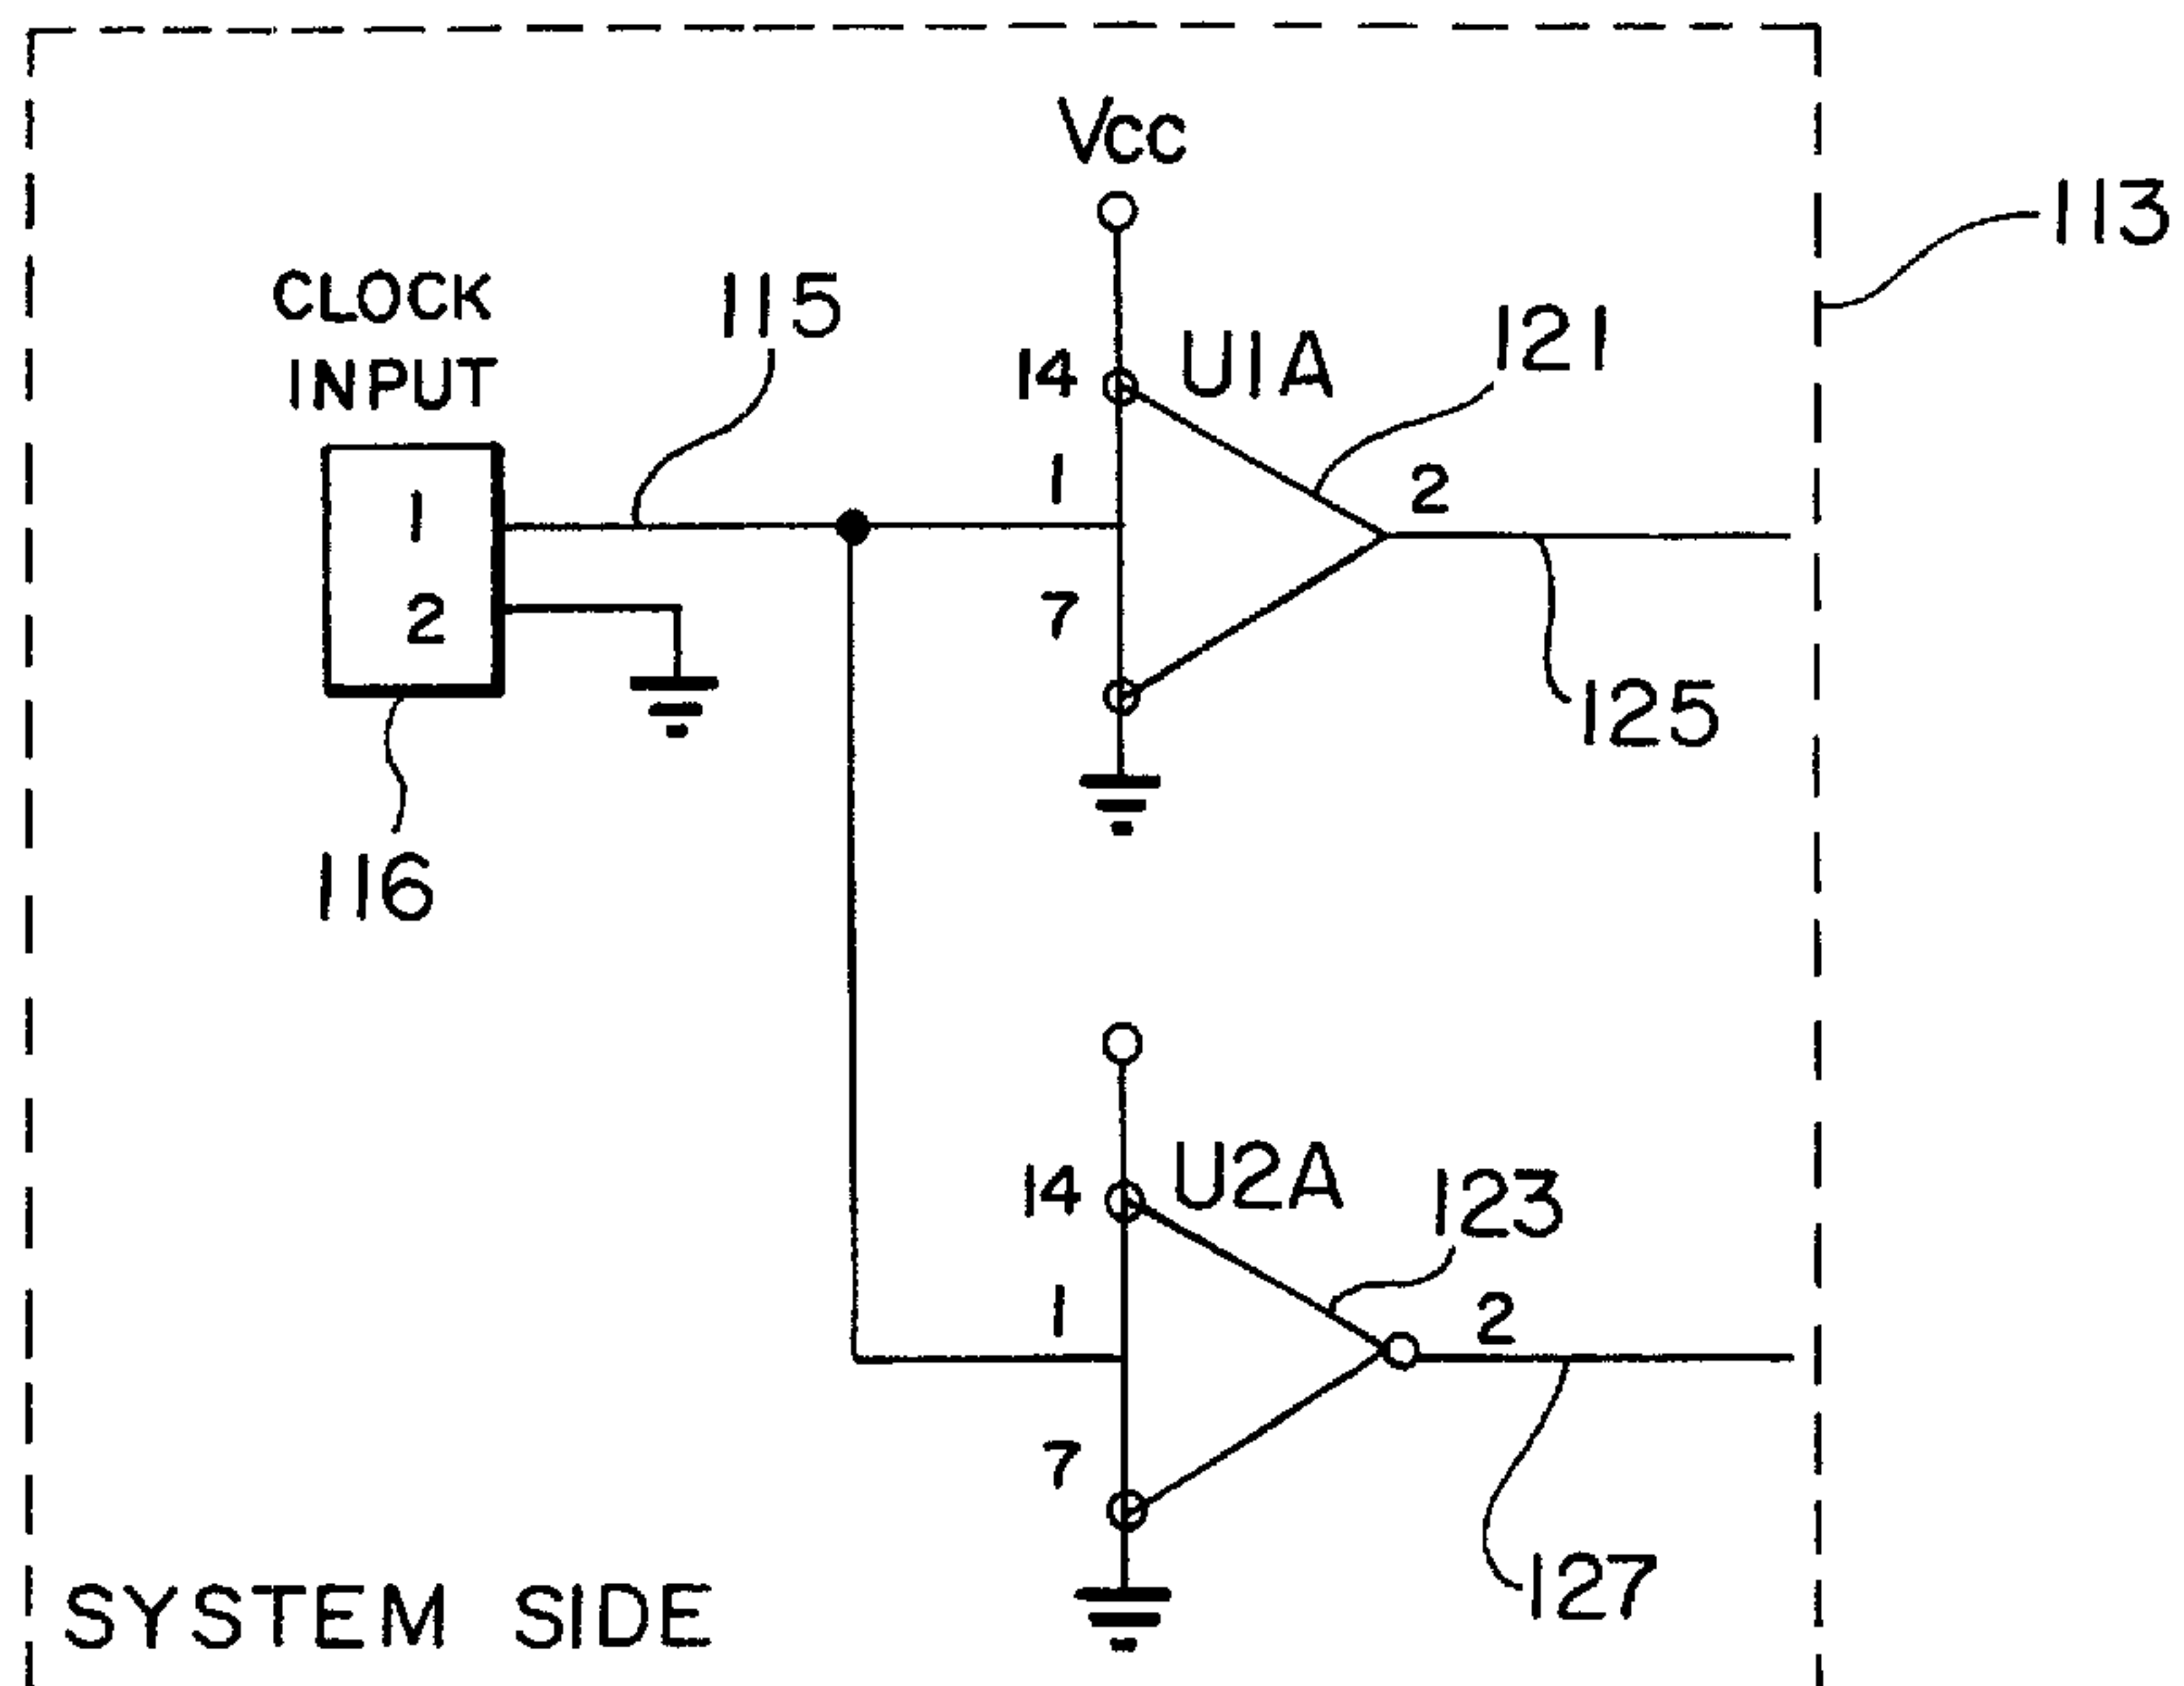 Vcc
113
CLOCK
INPUT
115
U1A
121
14
1
1
2
2
7
125
116
U2A
123
14
1
2
7
127
SYSTEM SIDE